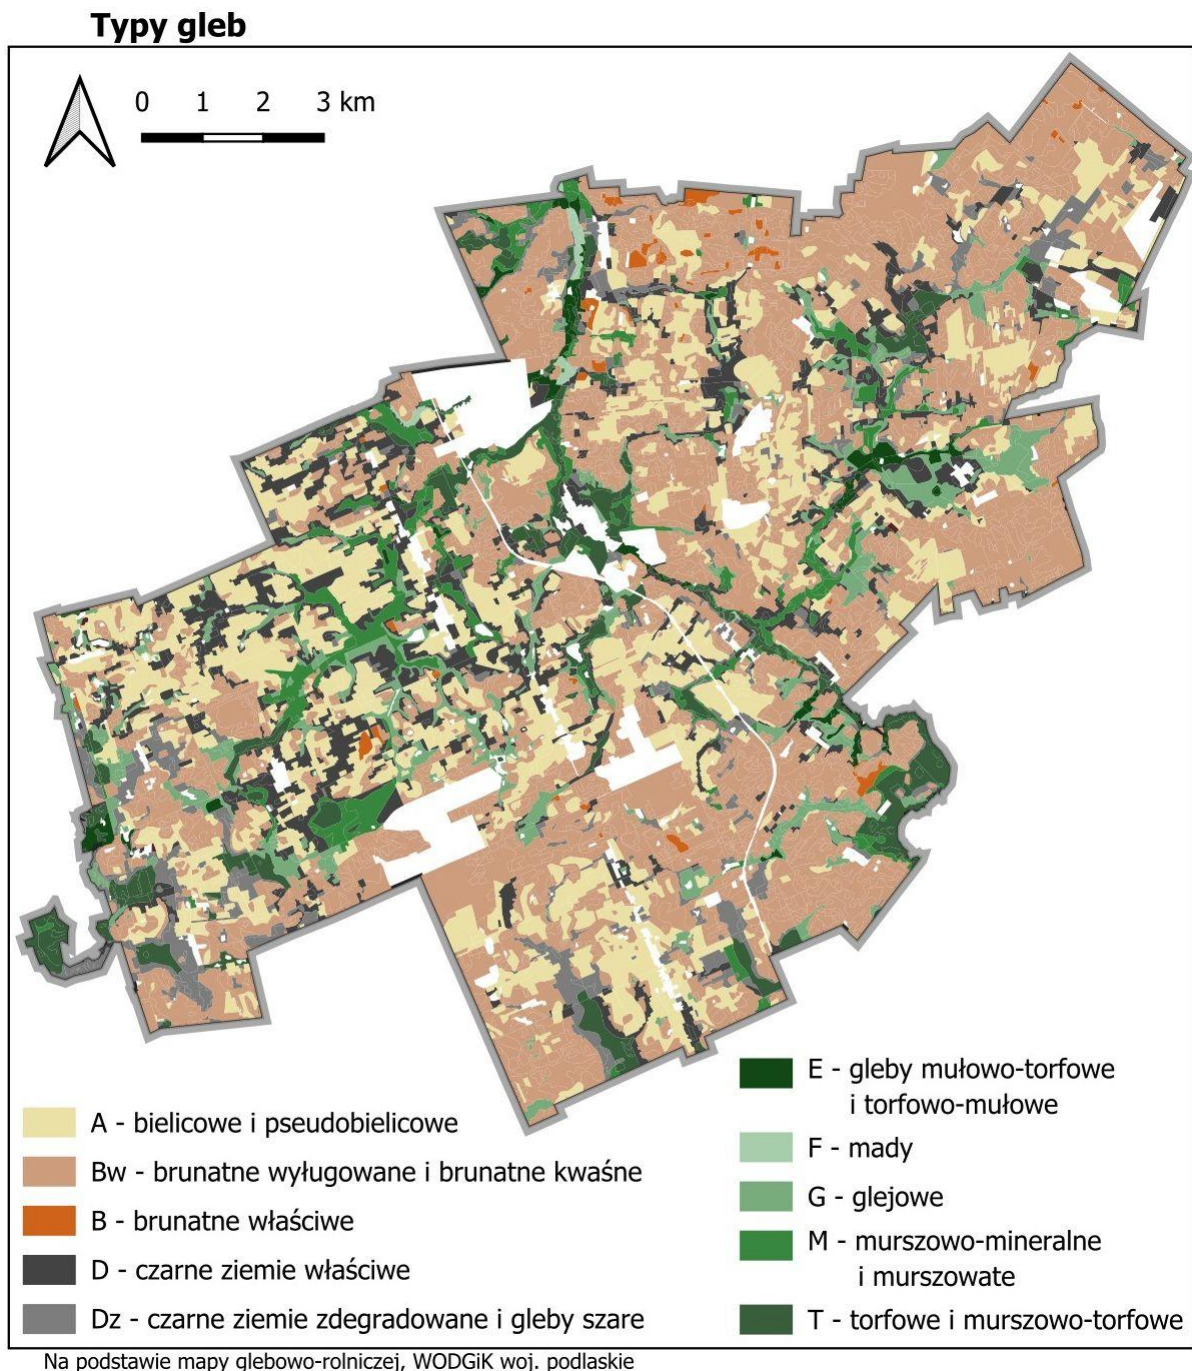 Typy gleb
0 1 2 3 km
A - bielicowe i pseudobielicowe
Bw - brunatne wyługowane i brunatne kwaśne
B - brunatne właściwe
D - czarne ziemie właściwe
Dz - czarne ziemie zdegradowane i gleby szare
E - gleby mułowo-torfowe
i torfowo-mułowe
F - mady
G - glejowe
M - murszowo-mineralne
i murszowate
T - torfowe i murszowo-torfowe
Na podstawie mapy glebowo-rolniczej, WODGiK woj. podlaskie